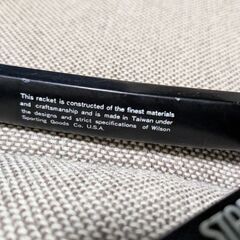 This racket is constructed of the finest materials
and craftsmanship and is made in Taiwan under
the designs and strict specifications of Wilson
Sporting Goods Co. U.S.A.